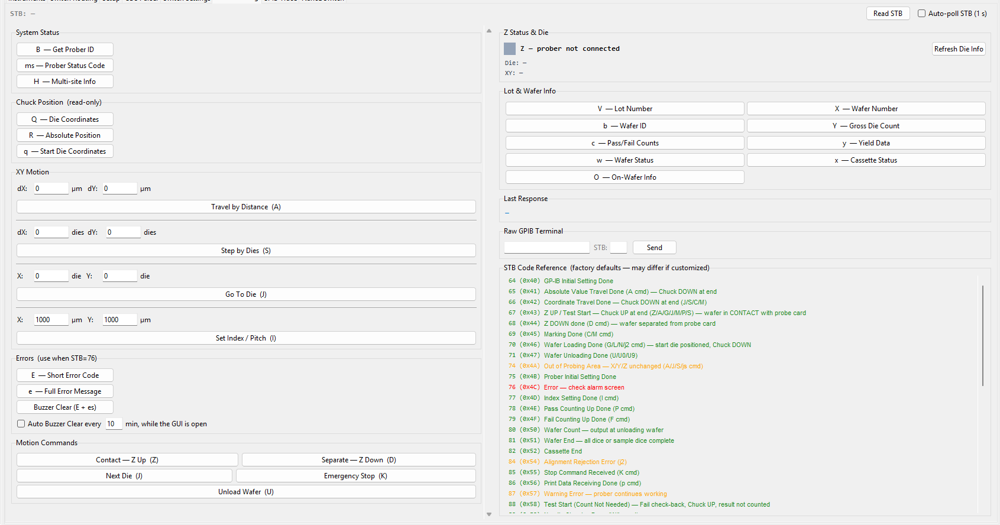 STB: —
Read STB
Auto-poll STB (1 s)
System Status
B — Get Prober ID
ms — Prober Status Code
H — Multi-site Info
Chuck Position (read-only)
Q — Die Coordinates
R — Absolute Position
q — Start Die Coordinates
XY Motion
dX: 0 µm dY: 0 µm
Travel by Distance (A)
dX: 0 dies dY: 0 dies
Step by Dies (S)
X: 0 die Y: 0 die
Go To Die (J)
X: 1000 µm Y: 1000 µm
Set Index / Pitch (I)
Errors (use when STB=76)
E — Short Error Code
e — Full Error Message
Buzzer Clear (E + es)
Auto Buzzer Clear every 10 min, while the GUI is open
Motion Commands
Contact — Z Up (Z)
Separate — Z Down (D)
Next Die (J)
Emergency Stop (K)
Unload Wafer (U)
Z Status & Die
Z — prober not connected
Refresh Die Info
Die: —
XY: —
Lot & Wafer Info
V — Lot Number
X — Wafer Number
b — Wafer ID
Y — Gross Die Count
c — Pass/Fail Counts
y — Yield Data
w — Wafer Status
x — Cassette Status
O — On-Wafer Info
Last Response
—
Raw GPIB Terminal
STB:
Send
STB Code Reference (factory defaults — may differ if customized)
64 (0x40) GP-IB Initial Setting Done
65 (0x41) Absolute Value Travel Done (A cmd) — Chuck DOWN at end
66 (0x42) Coordinate Travel Done — Chuck DOWN at end (J/S/C/M)
67 (0x43) Z UP / Test Start — Chuck UP at end (Z/A/G/J/M/P/S) — wafer in CONTACT with probe card
68 (0x44) Z DOWN done (D cmd) — wafer separated from probe card
69 (0x45) Marking Done (C/M cmd)
70 (0x46) Wafer Loading Done (G/L/N/j2 cmd) — start die positioned, Chuck DOWN
71 (0x47) Wafer Unloading Done (U/U0/U9)
74 (0x4A) Out of Probing Area — X/Y/Z unchanged (A/J/S/js cmd)
75 (0x4B) Prober Initial Setting Done
76 (0x4C) Error — check alarm screen
77 (0x4D) Index Setting Done (I cmd)
78 (0x4E) Pass Counting Up Done (P cmd)
79 (0x4F) Fail Counting Up Done (F cmd)
80 (0x50) Wafer Count — output at unloading wafer
81 (0x51) Wafer End — all dice or sample dice complete
82 (0x52) Cassette End
84 (0x54) Alignment Rejection Error (j2)
85 (0x55) Stop Command Received (K cmd)
86 (0x56) Print Data Receiving Done (p cmd)
87 (0x57) Warning Error — prober continues working
88 (0x58) Test Start (Count Not Needed) — Fail check-back, Chuck UP, result not counted